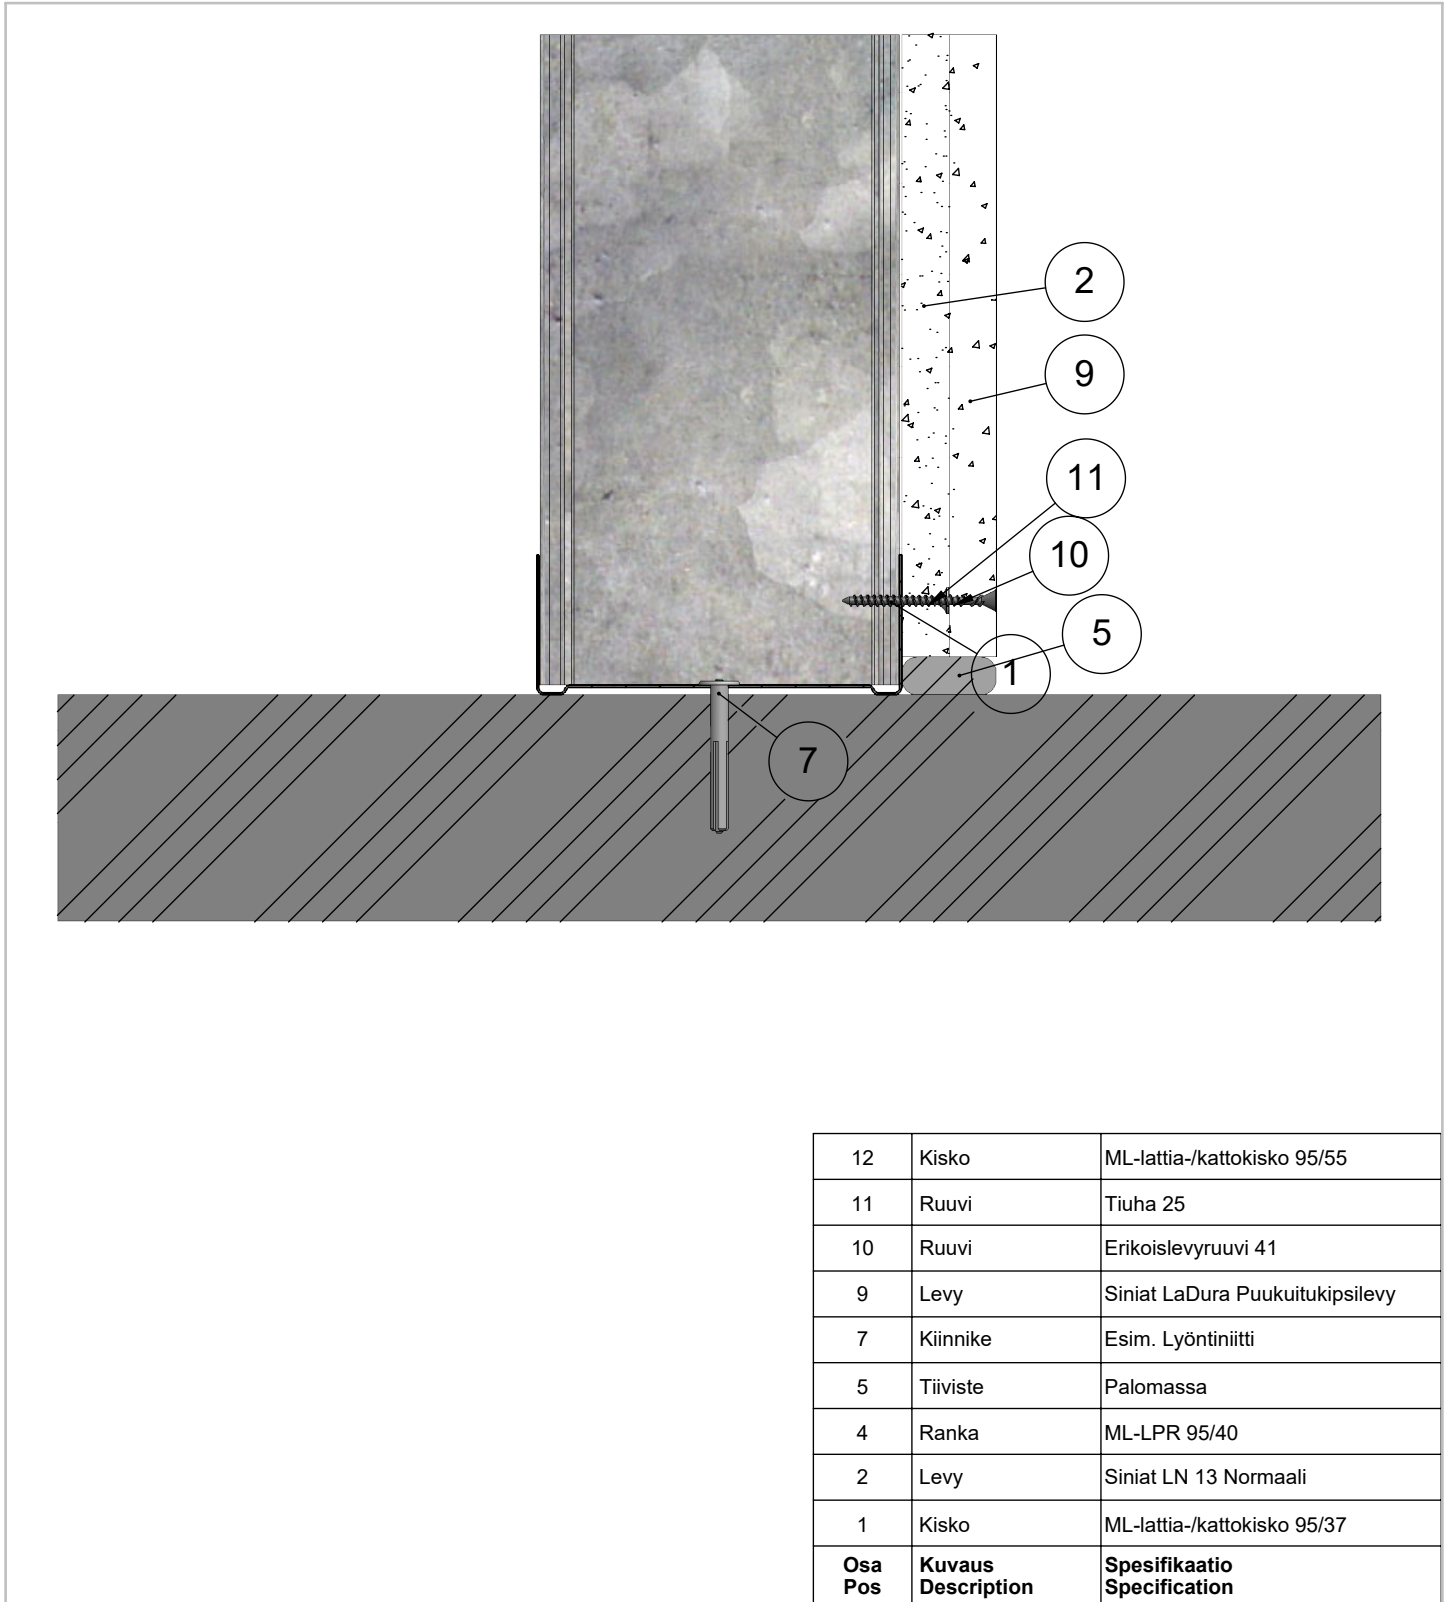 2
9
11
10
5
1
7
12 Kisko ML-lattia-/kattokisko 95/55
11 Ruuvi Tiuha 25
10 Ruuvi Erikoislevyruuvi 41
9 Levy Siniat LaDura Puukuitukipsilevy
7 Kiinnike Esim. Lyöntiniitti
5 Tiiviste Palomassa
4 Ranka ML-LPR 95/40
2 Levy Siniat LN 13 Normaali
1 Kisko ML-lattia-/kattokisko 95/37
Osa Kuvaus Spesifikaatio
Pos Description Specification